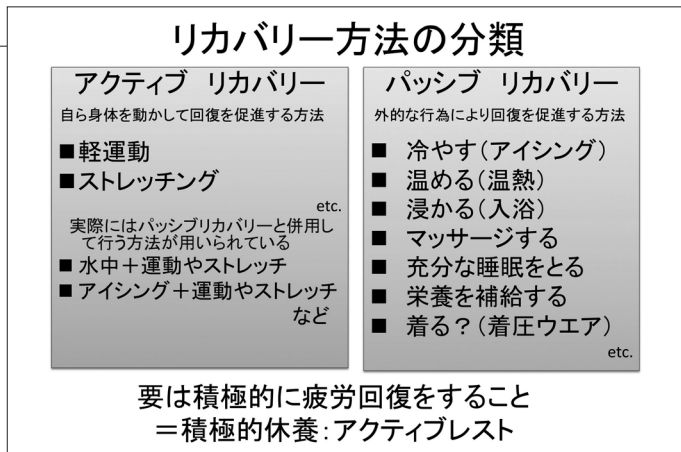 リカバリー方法の分類
アクティブ リカバリー
自ら身体を動かして回復を促進する方法
■軽運動
■ストレッチング
etc.
実際にはパッシブリカバリーと併用し
て行う方法が用いられている
■ 水中＋運動やストレッチ
■ アイシング＋運動やストレッチ
など
パッシブ リカバリー
外的な行為により回復を促進する方法
■ 冷やす（アイシング）
■ 温める（温熱）
■ 浸かる（入浴）
■ マッサージする
■ 充分な睡眠をとる
■ 栄養を補給する
■ 着る？（着圧ウエア）
etc.
要は積極的に疲労回復をすること
＝積極的休養：アクティブレスト